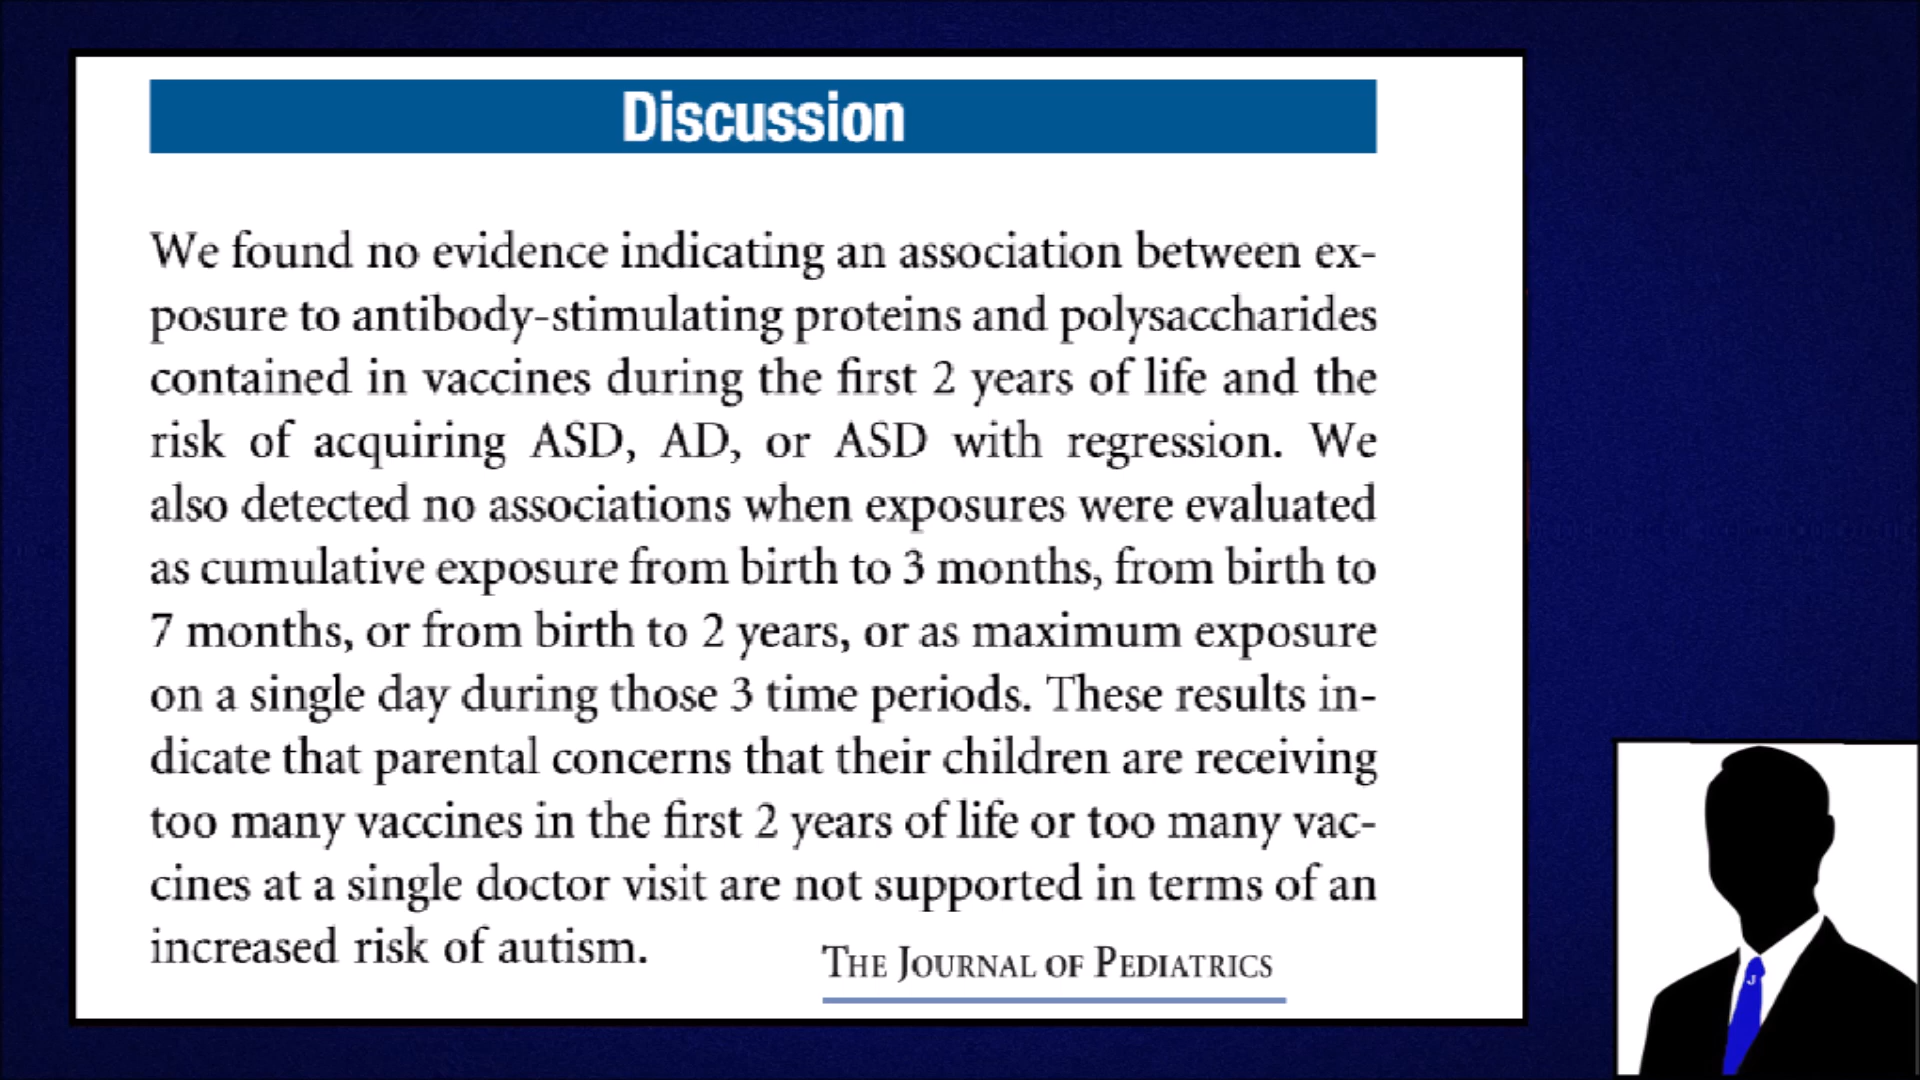 Discussion
We found no evidence indicating an association between ex-
posure to antibody-stimulating proteins and polysaccharides
contained in vaccines during the first 2 years of life and the
risk of acquiring ASD, AD, or ASD with regression. We
also detected no associations when exposures were evaluated
as cumulative exposure from birth to 3 months, from birth to
7 months, or from birth to 2 years, or as maximum exposure
on a single day during those 3 time periods. These results in-
dicate that parental concerns that their children are receiving
too many vaccines in the first 2 years of life or too many vac-
cines at a single doctor visit are not supported in terms of an
increased risk of autism.
THE JOURNAL OF PEDIATRICS
J